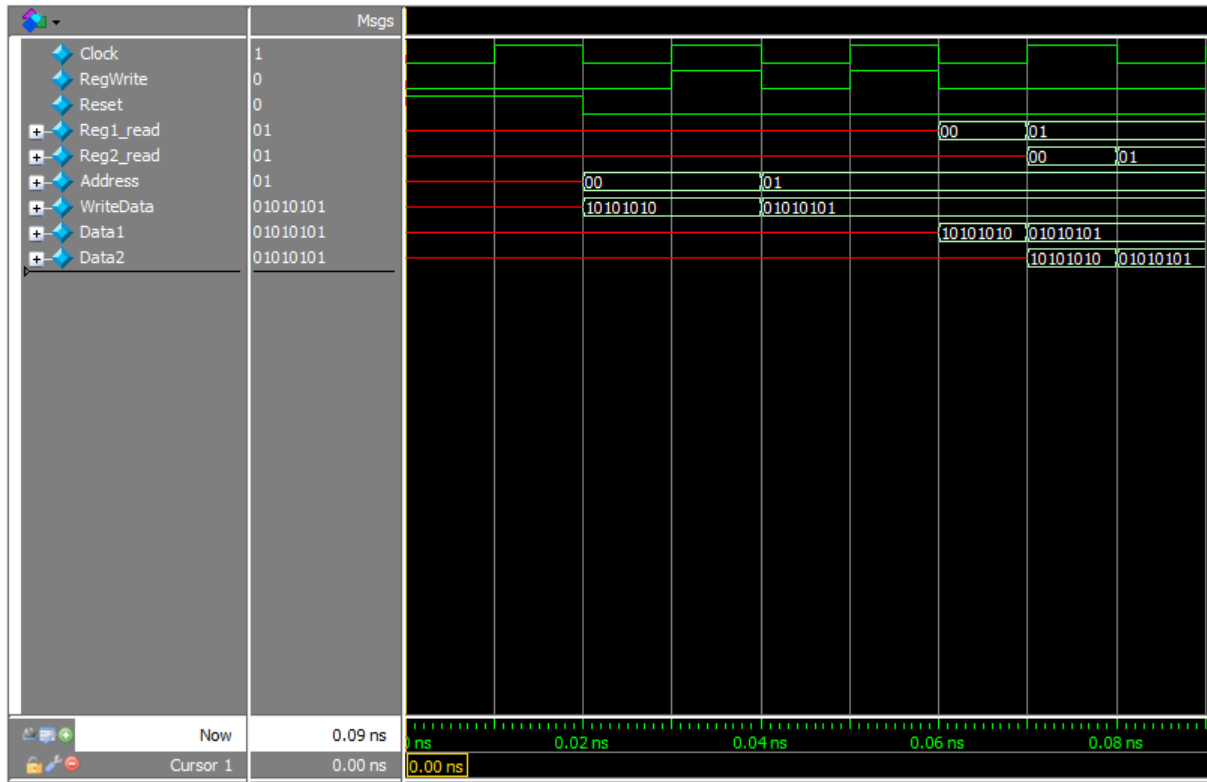 Msgs
Clock 1
RegWrite 0
Reset 0
Reg1_read 01 00 01
Reg2_read 01 00 01
Address 01 00 01
WriteData 01010101 10101010 01010101
Data1 01010101 10101010 01010101
Data2 01010101 10101010 01010101
Now 0.09 ns ns 0.02 ns 0.04 ns 0.06 ns 0.08 ns
Cursor 1 0.00 ns 0.00 ns